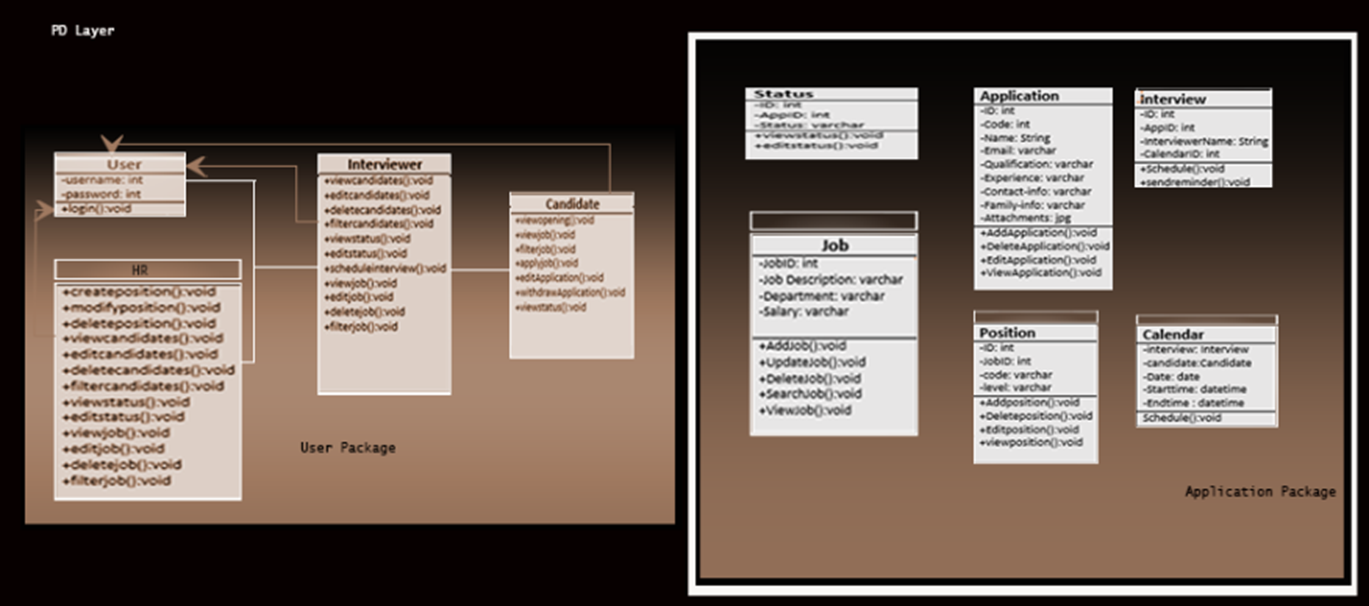 PD Layer
User
-username: int
-password: int
+login():void
HR
+createposition():void
+modifyposition():void
+deleteposition():void
+viewcandidates():void
+editcandidates():void
+deletecandidates():void
+filtercandidates():void
+viewstatus():void
+editstatus():void
+viewjob():void
+editjob():void
+deletejob():void
+filterjob():void
Interviewer
+viewcandidates():void
+editcandidates():void
+deletecandidates():void
+filtercandidates():void
+viewstatus():void
+editstatus():void
+scheduleinterview():void
+viewjob():void
+editjob():void
+deletejob():void
+filterjob():void
Candidate
+viewopening():void
+viewjob():void
+filterjob():void
+applyjob():void
+editApplication():void
+withdrawApplication():void
+viewstatus():void
User Package
Status
-ID: int
-AppID: int
-Status: varchar
+viewstatus():void
+editstatus():void
Job
-JobID: int
-Job Description: varchar
-Department: varchar
-Salary: varchar
+AddJob():void
+UpdateJob():void
+DeleteJob():void
+SearchJob():void
+ViewJob():void
Application
-ID: int
-Code: int
-Name: String
-Email: varchar
-Qualification: varchar
-Experience: varchar
-Contact-info: varchar
-Family-info: varchar
-Attachments: jpg
+AddApplication():void
+DeleteApplication():void
+EditApplication():void
+ViewApplication():void
Position
-ID: int
-JobID: int
-code: varchar
-level: varchar
+Addposition():void
+Deleteposition():void
+Editposition():void
+viewposition():void
Interview
-ID: int
-AppID: int
-InterviewerName: String
-CalendarID: int
+Schedule():void
+sendreminder():void
Calendar
-interview: Interview
-candidate:Candidate
-Date: date
-Starttime: datetime
-Endtime : datetime
Schedule():void
Application Package